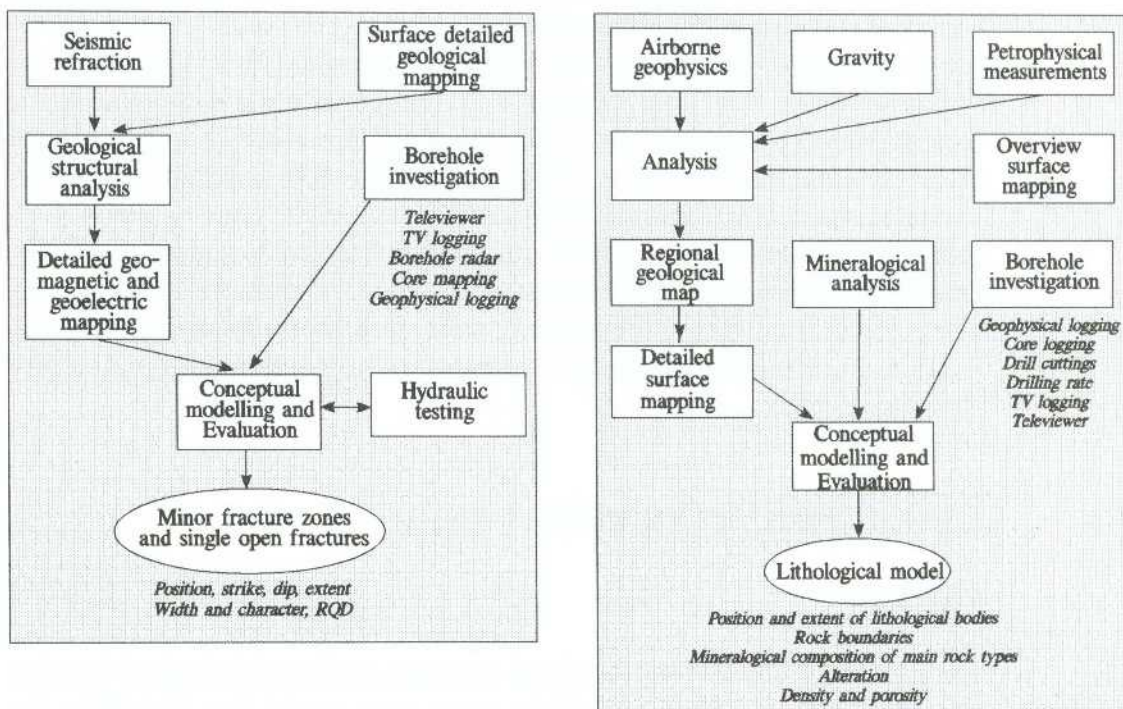 Seismic
refraction
Surface detailed
geological
mapping
Geological
structural
analysis
Borehole
investigation
Televiewer
TV logging
Borehole radar
Core mapping
Geophysical logging
Detailed geo-
magnetic and
geoelectric
mapping
Conceptual
modelling and
Evaluation
Hydraulic
testing
Minor fracture zones
and single open fractures
Position, strike, dip, extent
Width and character, RQD
Airborne
geophysics
Gravity
Petrophysical
measurements
Analysis
Overview
surface
mapping
Regional
geological
map
Mineralogical
analysis
Borehole
investigation
Geophysical logging
Core logging
Drill cuttings
Drilling rate
TV logging
Televiewer
Detailed
surface
mapping
Conceptual
modelling and
Evaluation
Lithological model
Position and extent of lithological bodies
Rock boundaries
Mineralogical composition of main rock types
Alteration
Density and porosity